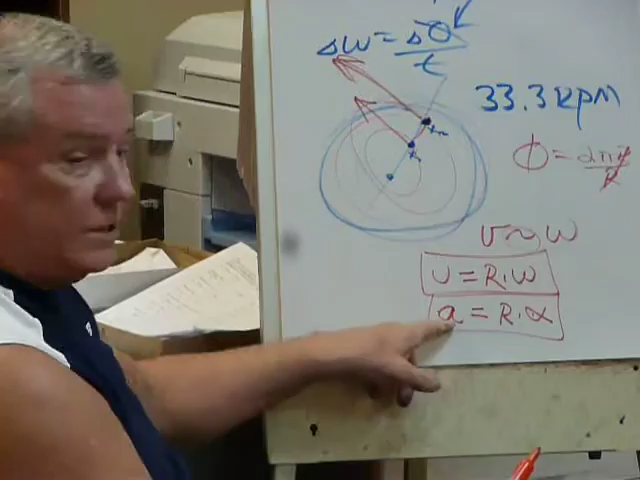 Δω = Δθ / t
33.3 RPM
ϕ = 2πr / R
v ~ ω
v = R·ω
a = R·α